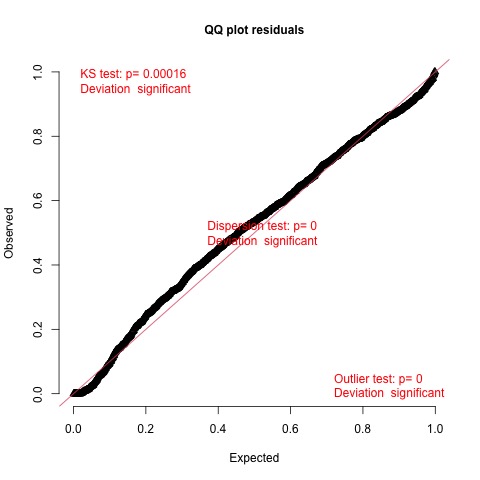 QQ plot residuals
KS test: p= 0.00016
Deviation significant
Dispersion test: p= 0
Deviation significant
Outlier test: p= 0
Deviation significant
Observed
0.0
0.2
0.4
0.6
0.8
1.0
0.0
0.2
0.4
0.6
0.8
1.0
Expected